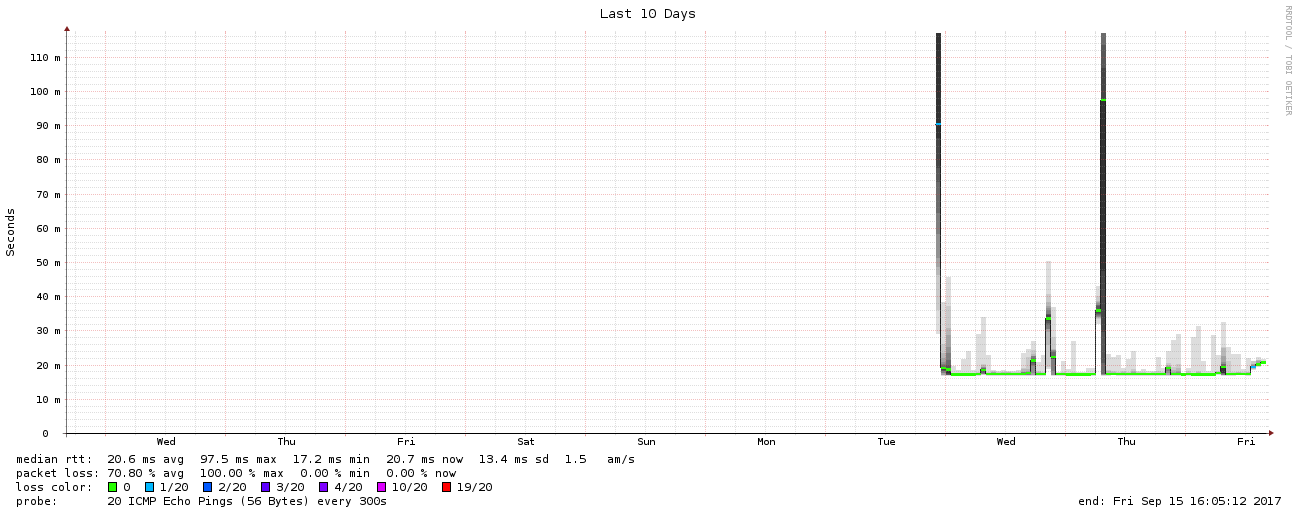 Last 10 Days
RRDTOOL / TOBI OETIKER
Seconds
110 m
100 m
90 m
80 m
70 m
60 m
50 m
40 m
30 m
20 m
10 m
0
Wed Thu Fri Sat Sun Mon Tue Wed Thu Fri
median rtt: 20.6 ms avg 97.5 ms max 17.2 ms min 20.7 ms now 13.4 ms sd 1.5 am/s
packet loss: 70.80 % avg 100.00 % max 0.00 % min 0.00 % now
loss color: 0 1/20 2/20 3/20 4/20 10/20 19/20
probe: 20 ICMP Echo Pings (56 Bytes) every 300s end: Fri Sep 15 16:05:12 2017